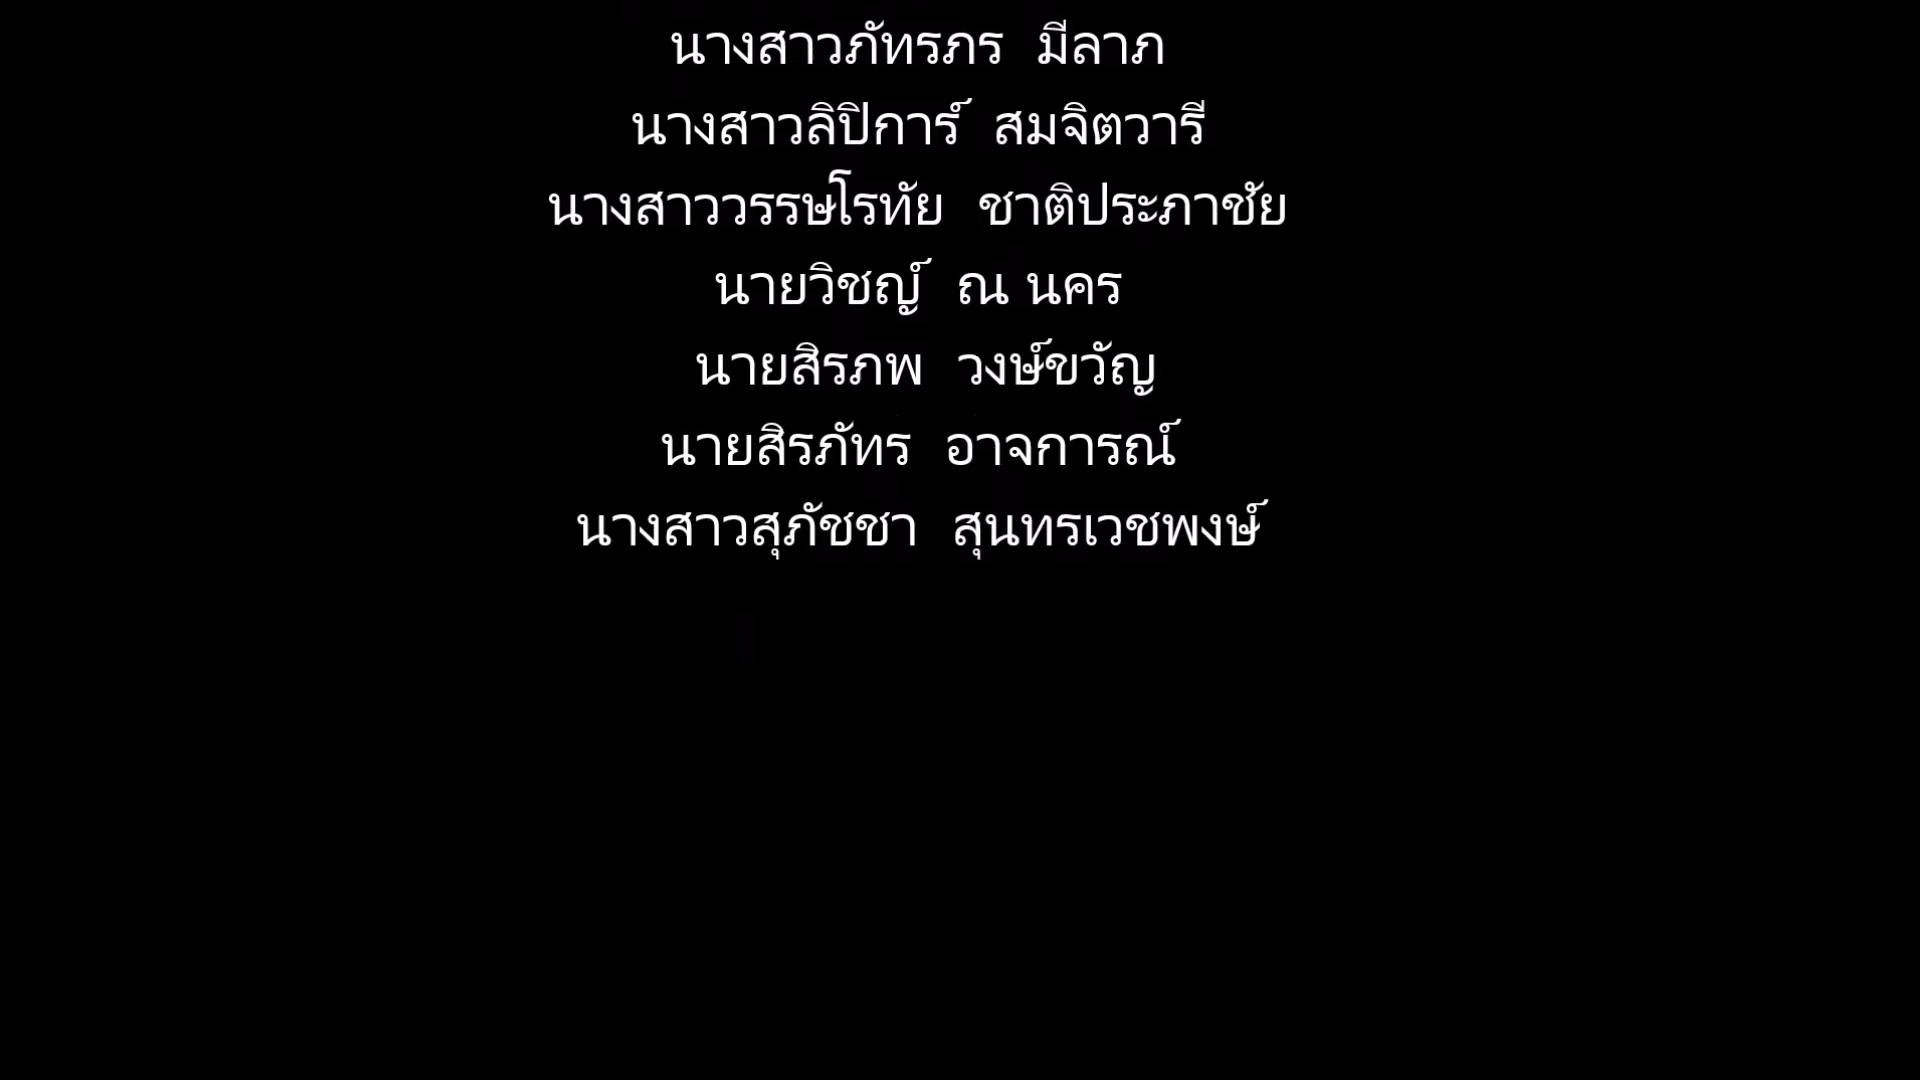 นางสาวภัทรภร  มีลาภ
นางสาวลิปิการ์  สมจิตวารี
นางสาววรรษโรทัย  ชาติประภาชัย
นายวิชญ์  ณ นคร
นายสิรภพ  วงษ์ขวัญ
นายสิรภัทร  อาจการณ์
นางสาวสุภัชชา  สุนทรเวชพงษ์